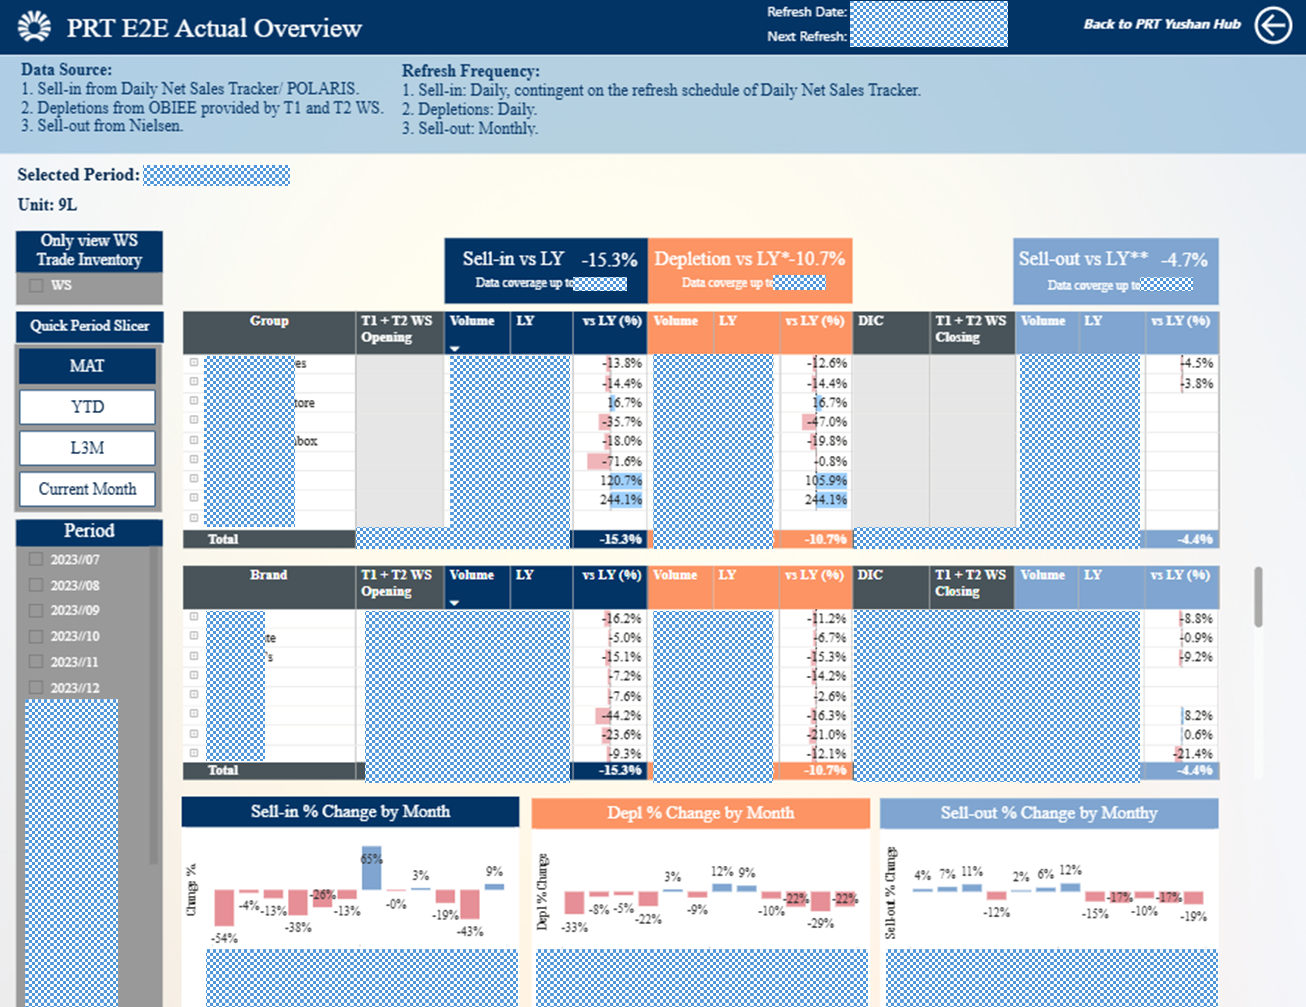 PRT E2E Actual Overview
Refresh Date:
Next Refresh:
Back to PRT Yushan Hub
Data Source:
1. Sell-in from Daily Net Sales Tracker/ POLARIS.
2. Depletions from OBIEE provided by T1 and T2 WS.
3. Sell-out from Nielsen.
Refresh Frequency:
1. Sell-in: Daily, contingent on the refresh schedule of Daily Net Sales Tracker.
2. Depletions: Daily.
3. Sell-out: Monthly.
Selected Period:
Unit: 9L
Only view WS
Trade Inventory
WS
Quick Period Slicer
MAT
YTD
L3M
Current Month
Period
2023//07
2023//08
2023//09
2023//10
2023//11
2023//12
Sell-in vs LY -15.3%
Data coverage up to
Depletion vs LY*-10.7%
Data coverge up to
Sell-out vs LY** -4.7%
Data coverge up to
Group T1 + T2 WS Opening Volume LY vs LY (%) Volume LY vs LY (%) DIC T1 + T2 WS Closing Volume LY vs LY (%)
es -13.8% -12.6% -4.5%
-14.4% -14.4% -3.8%
tore 16.7% 16.7%
-35.7% -47.0%
box -18.0% -19.8%
-71.6% -0.8%
120.7% 105.9%
244.1% 244.1%
Total -15.3% -10.7% -4.4%
Brand T1 + T2 WS Opening Volume LY vs LY (%) Volume LY vs LY (%) DIC T1 + T2 WS Closing Volume LY vs LY (%)
-16.2% -11.2% -8.8%
te -5.0% -6.7% -0.9%
's -15.1% -15.3% -9.2%
-7.2% -14.2%
-7.6% -2.6%
-44.2% -16.3% 8.2%
-23.6% -21.0% 0.6%
-9.3% -12.1% -21.4%
Total -15.3% -10.7% -4.4%
Sell-in % Change by Month
Change %
-54% -4% -13% -38% -26% -13% 65% -0% 3% -19% -43% 9%
Depl % Change by Month
Depl % Change
-33% -8% -5% -22% 3% -9% 12% 9% -10% -22% -29% -22%
Sell-out % Change by Monthy
Sell-out % Change
4% 7% 11% -12% 2% 6% 12% -15% -17% -10% -17% -19%